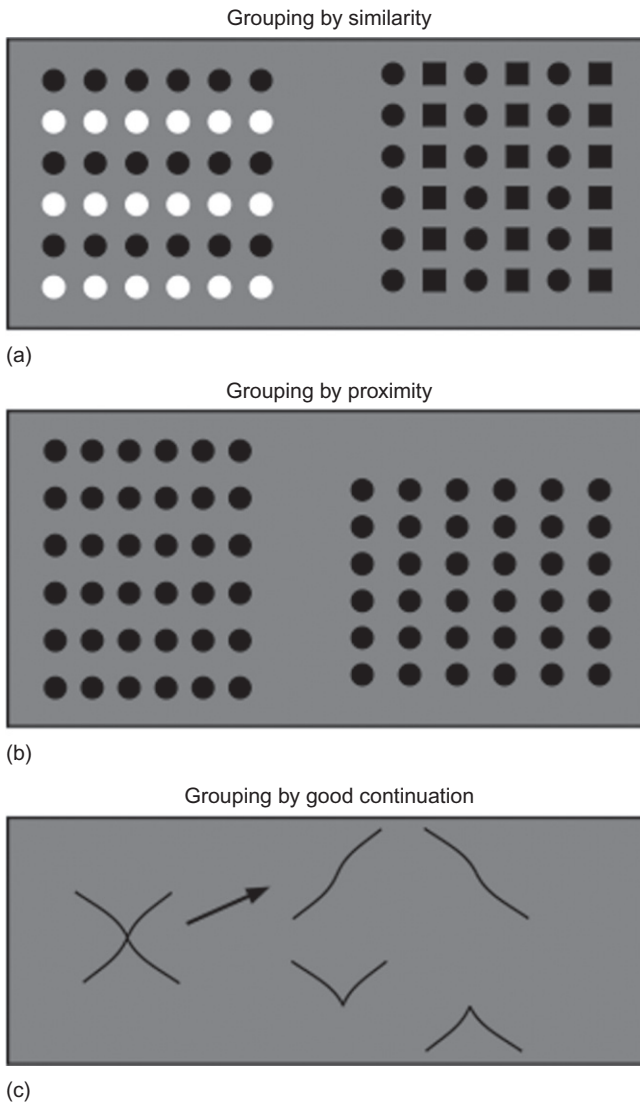 Grouping by similarity
(a)
Grouping by proximity
(b)
Grouping by good continuation
(c)